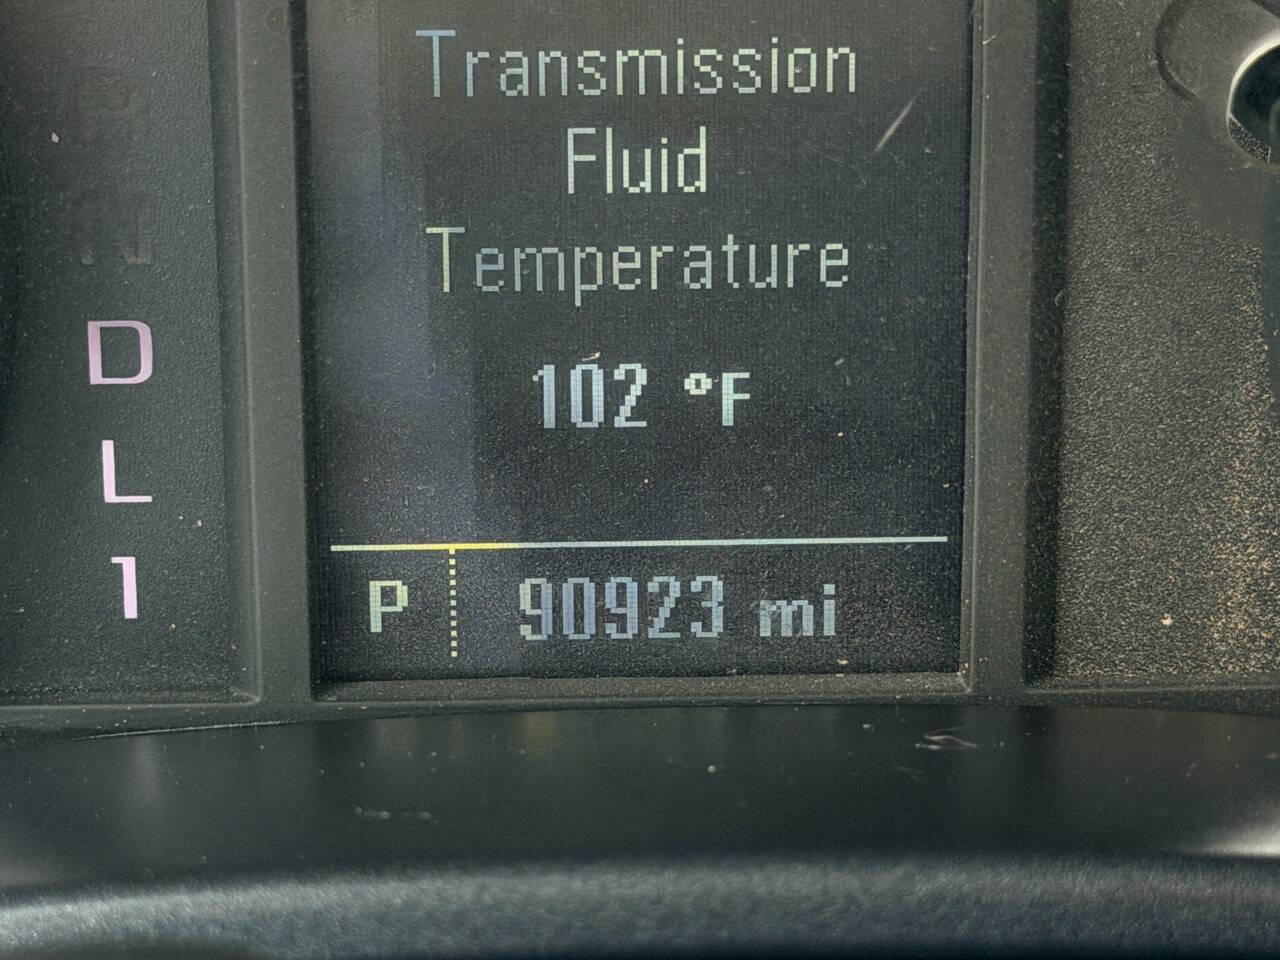 Transmission
Fluid
Temperature
102 °F
P 90923 mi
D
L
1